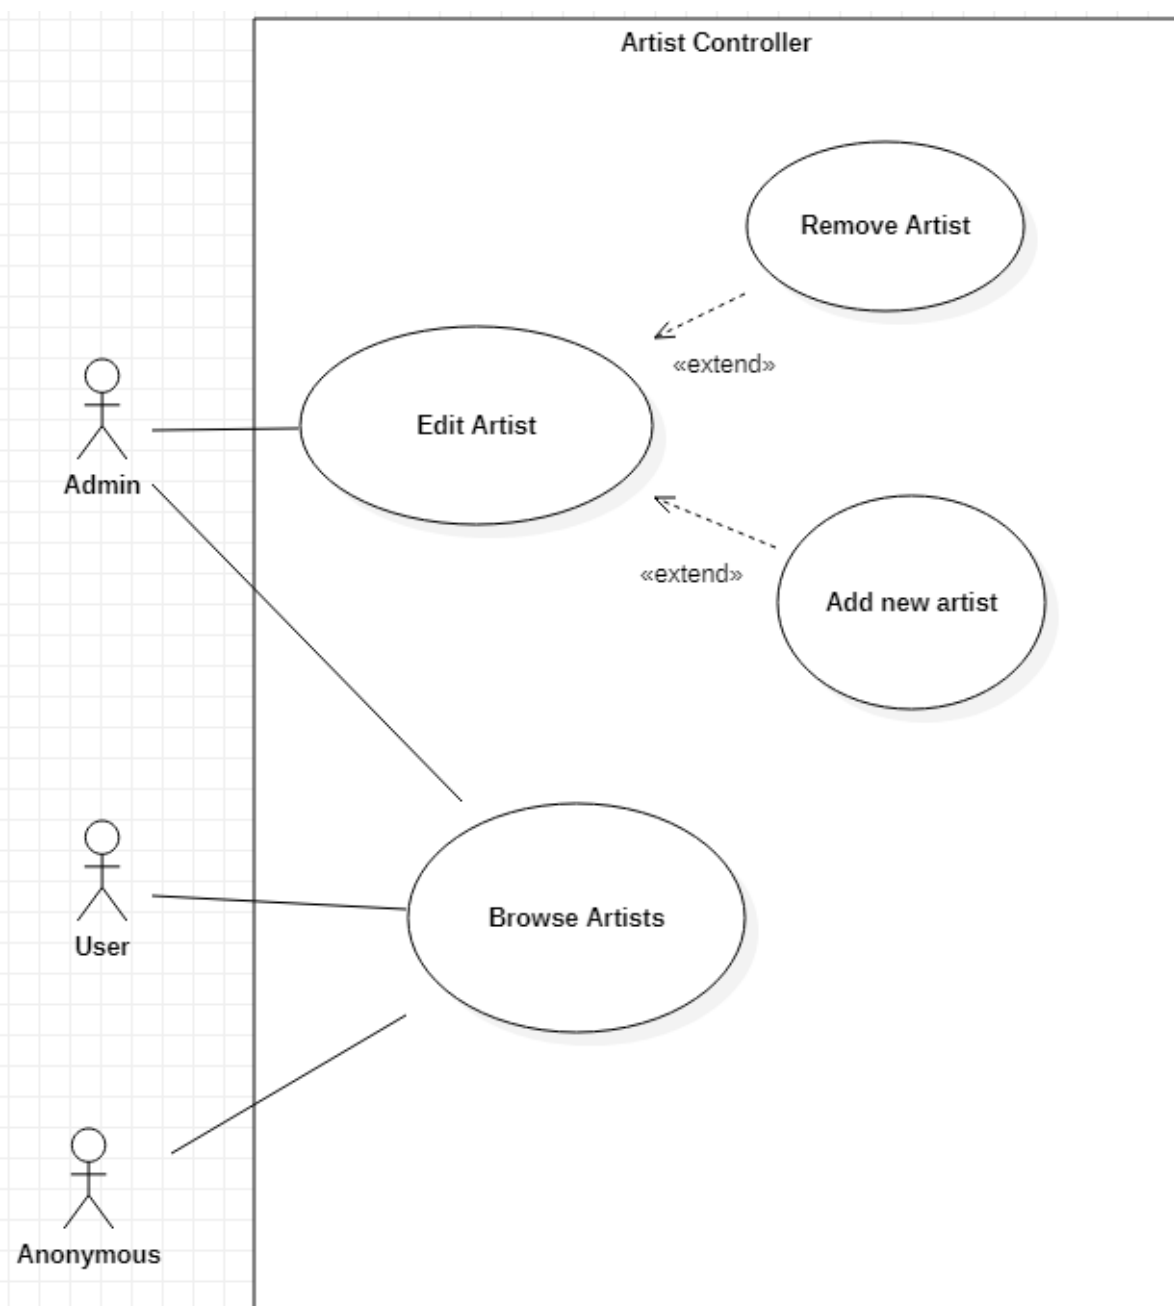 Artist Controller
Remove Artist
«extend»
Edit Artist
Admin
«extend»
Add new artist
User
Browse Artists
Anonymous